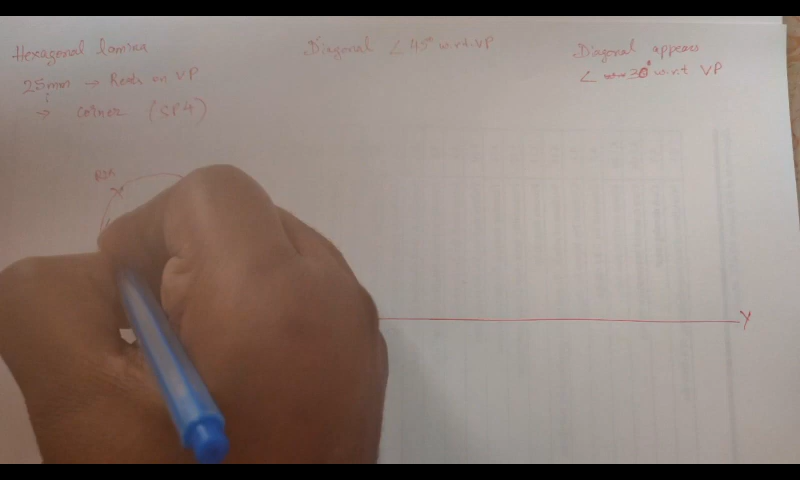 Hexagonal lamina
25mm → Rests on VP
→ Corner (SP4)
Diagonal ∠ 45° w.r.t. VP
Diagonal appears
∠ 30° w.r.t VP
Y